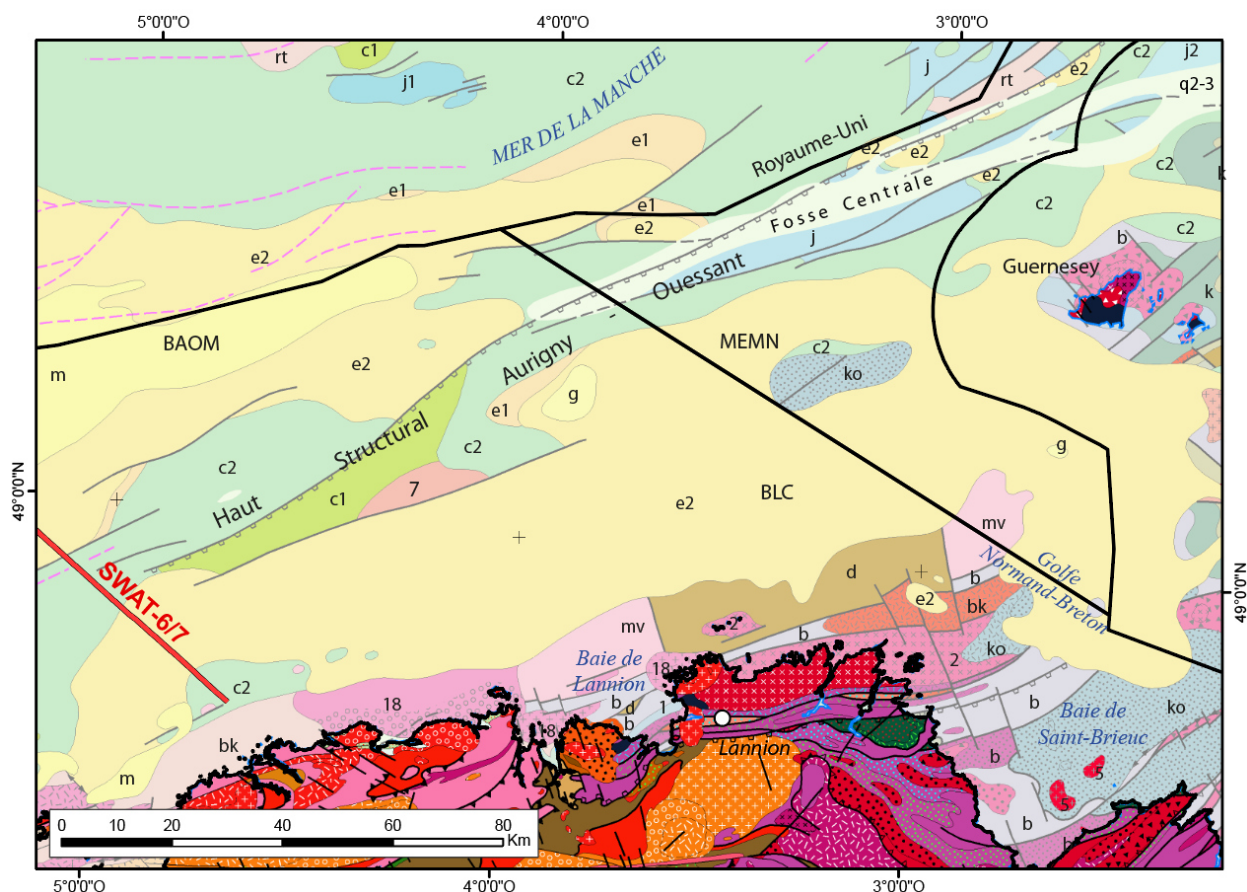 5°0'0"O 4°0'0"O 3°0'0"O
rt c1 j1 c2 j rt e2 c2 j2
q2-3
MER DE LA MANCHE
e1 Royaume-Uni e2 e2 c2 k
e1 e1 e2 Fosse Centrale e2 c2
e2 j b c2
Ouessant Guernesey
BAOM MEMN k
m e2 Aurigny c2 ko
e1 g
Structural
c2 c2 g
49°0'0"N
Haut c1 7 e2 BLC
mv
SWAT-6/7
Golfe
Normand-Breton
d b e2 bk
49°0'0"N
mv 2 b 2 ko
c2 18 Baie de
Lannion
18 b d b 1 b ko
bk 18 Baie de
Saint-Brieuc
Lannion
m b 5
5
b
0 10 20 40 60 80
Km
5°0'0"O 4°0'0"O 3°0'0"O